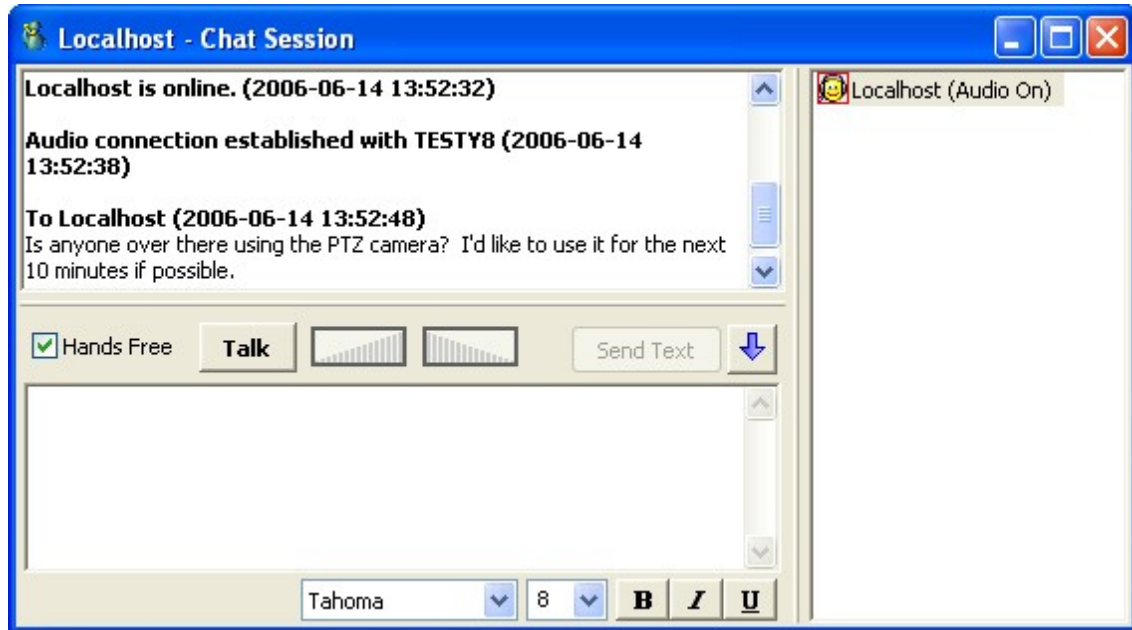 Localhost - Chat Session
Localhost is online. (2006-06-14 13:52:32)
Audio connection established with TESTY8 (2006-06-14
13:52:38)
To Localhost (2006-06-14 13:52:48)
Is anyone over there using the PTZ camera?  I'd like to use it for the next
10 minutes if possible.
Localhost (Audio On)
Hands Free Talk Send Text
Tahoma 8 B I U